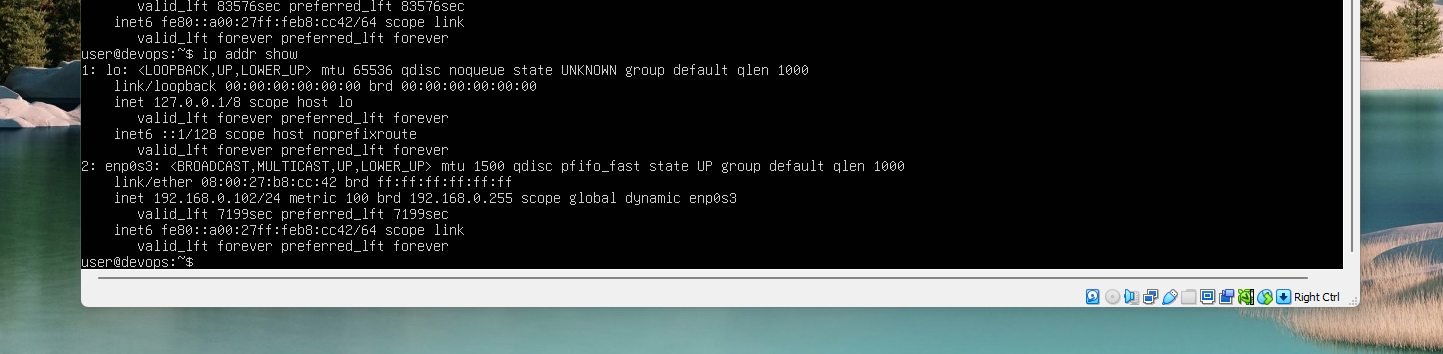 valid_lft 83576sec preferred_lft 83576sec
inet6 fe80::a00:27ff:feb8:cc42/64 scope link
valid_lft forever preferred_lft forever
user@devops:~$ ip addr show
1: lo: <LOOPBACK,UP,LOWER_UP> mtu 65536 qdisc noqueue state UNKNOWN group default qlen 1000
link/loopback 00:00:00:00:00:00 brd 00:00:00:00:00:00
inet 127.0.0.1/8 scope host lo
valid_lft forever preferred_lft forever
inet6 ::1/128 scope host noprefixroute
valid_lft forever preferred_lft forever
2: enp0s3: <BROADCAST,MULTICAST,UP,LOWER_UP> mtu 1500 qdisc pfifo_fast state UP group default qlen 1000
link/ether 08:00:27:b8:cc:42 brd ff:ff:ff:ff:ff:ff
inet 192.168.0.102/24 metric 100 brd 192.168.0.255 scope global dynamic enp0s3
valid_lft 7199sec preferred_lft 7199sec
inet6 fe80::a00:27ff:feb8:cc42/64 scope link
valid_lft forever preferred_lft forever
user@devops:~$
Right Ctrl